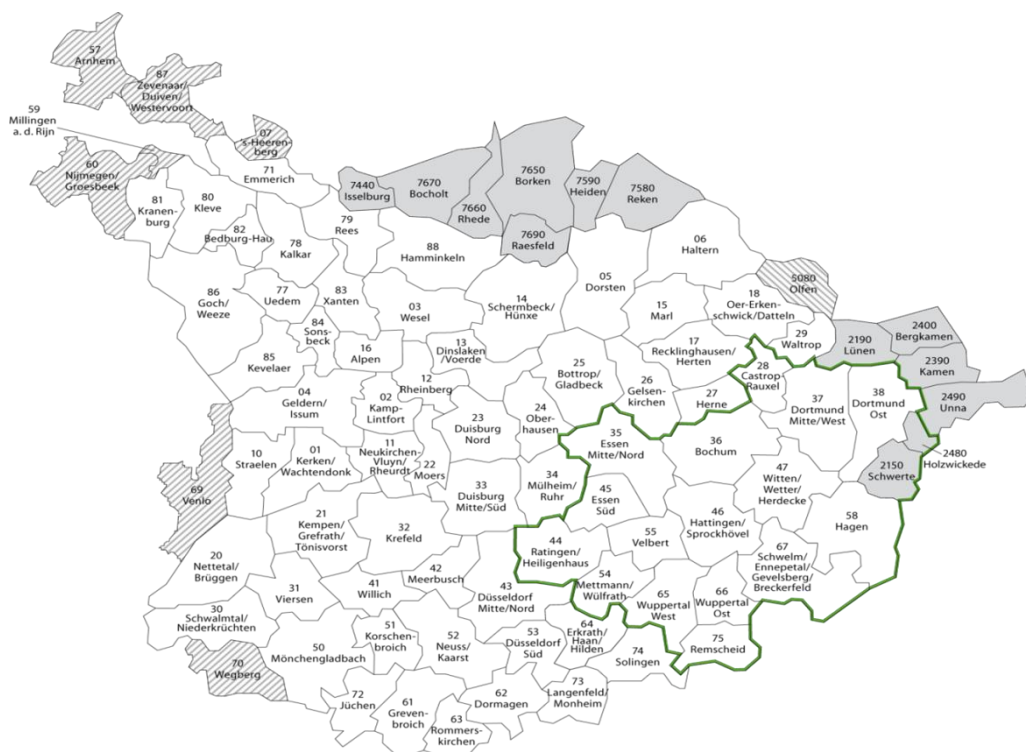 57
Arnhem
87
Zevenaar/
Duiven/
Westervoort
59
Millingen
a. d. Rijn
07
's-Heeren-
berg
60
Nijmegen/
Groesbeek
71
Emmerich
81
Kranen-
burg
80
Kleve
82
Bedburg-Hau
78
Kalkar
79
Rees
7440
Isselburg
7670
Bocholt
7660
Rhede
7650
Borken
7590
Heiden
7580
Reken
7690
Raesfeld
88
Hamminkeln
06
Haltern
05
Dorsten
5080
Olfen
86
Goch/
Weeze
77
Uedem
83
Xanten
03
Wesel
14
Schermbeck/
Hünxe
15
Marl
18
Oer-Erken-
schwick/Datteln
29
Waltrop
2190
Lünen
2400
Bergkamen
2390
Kamen
2490
Unna
84
Sons-
beck
16
Alpen
13
Dinslaken
/Voerde
17
Recklinghausen/
Herten
85
Kevelaer
25
Bottrop/
Gladbeck
28
Castrop-
Rauxel
04
Geldern/
Issum
02
Kamp-
Lintfort
12
Rheinberg
26
Gelsen-
kirchen
27
Herne
37
Dortmund
Mitte/West
38
Dortmund
Ost
23
Duisburg
Nord
24
Ober-
hausen
35
Essen
Mitte/Nord
36
Bochum
2480
Holzwickede
2150
Schwerte
10
Straelen
01
Kerken/
Wachtendonk
11
Neukirchen-
Vluyn/
Rheurdt
22
Moers
33
Duisburg
Mitte/Süd
34
Mülheim/
Ruhr
45
Essen
Süd
47
Witten/
Wetter/
Herdecke
69
Venlo
21
Kempen/
Grefrath/
Tönisvorst
32
Krefeld
44
Ratingen/
Heiligenhaus
55
Velbert
46
Hattingen/
Sprockhövel
58
Hagen
20
Nettetal/
Brüggen
31
Viersen
41
Willich
42
Meerbusch
43
Düsseldorf
Mitte/Nord
54
Mettmann/
Wülfrath
65
Wuppertal
West
66
Wuppertal
Ost
67
Schwelm/
Ennepetal/
Gevelsberg/
Breckerfeld
30
Schwalmtal/
Niederkrüchten
50
Mönchengladbach
51
Korschen-
broich
52
Neuss/
Kaarst
53
Düsseldorf
Süd
64
Erkrath/
Haan/
Hilden
74
Solingen
75
Remscheid
70
Wegberg
72
Jüchen
61
Greven-
broich
63
Rommers-
kirchen
62
Dormagen
73
Langenfeld/
Monheim